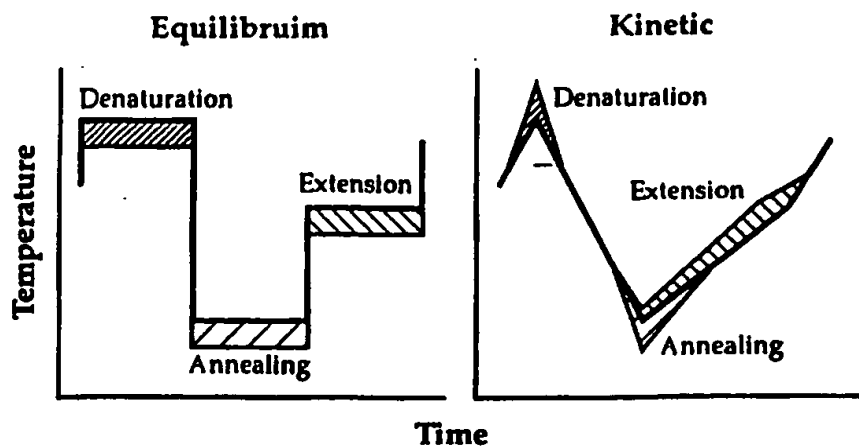 Equilibruim
Kinetic
Denaturation
Denaturation
Extension
Extension
Temperature
Annealing
Annealing
Time